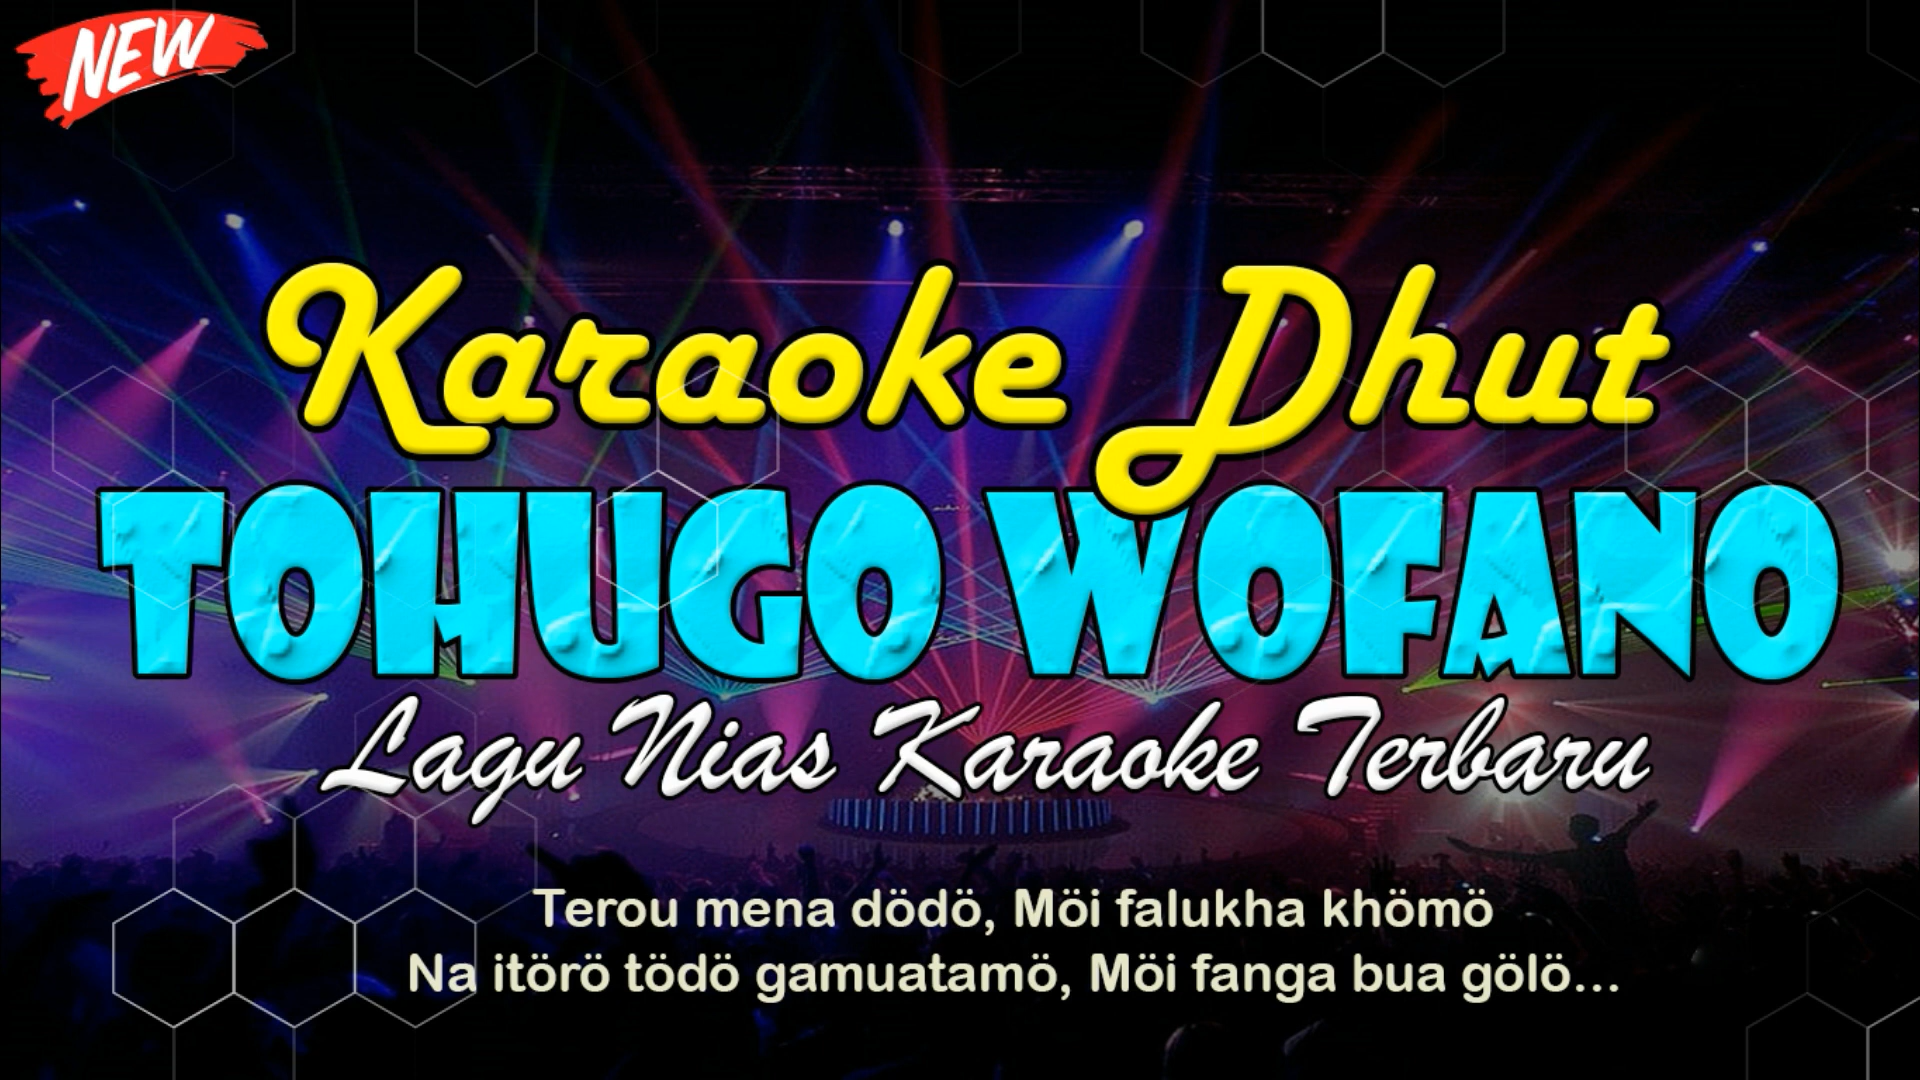 NEW
Karaoke Dhut
TOHUGO WOFANO
Lagu Nias Karaoke Terbaru
Terou mena dödö, Möi falukha khömö
Na itörö tödö gamuatamö, Möi fanga bua gölö...